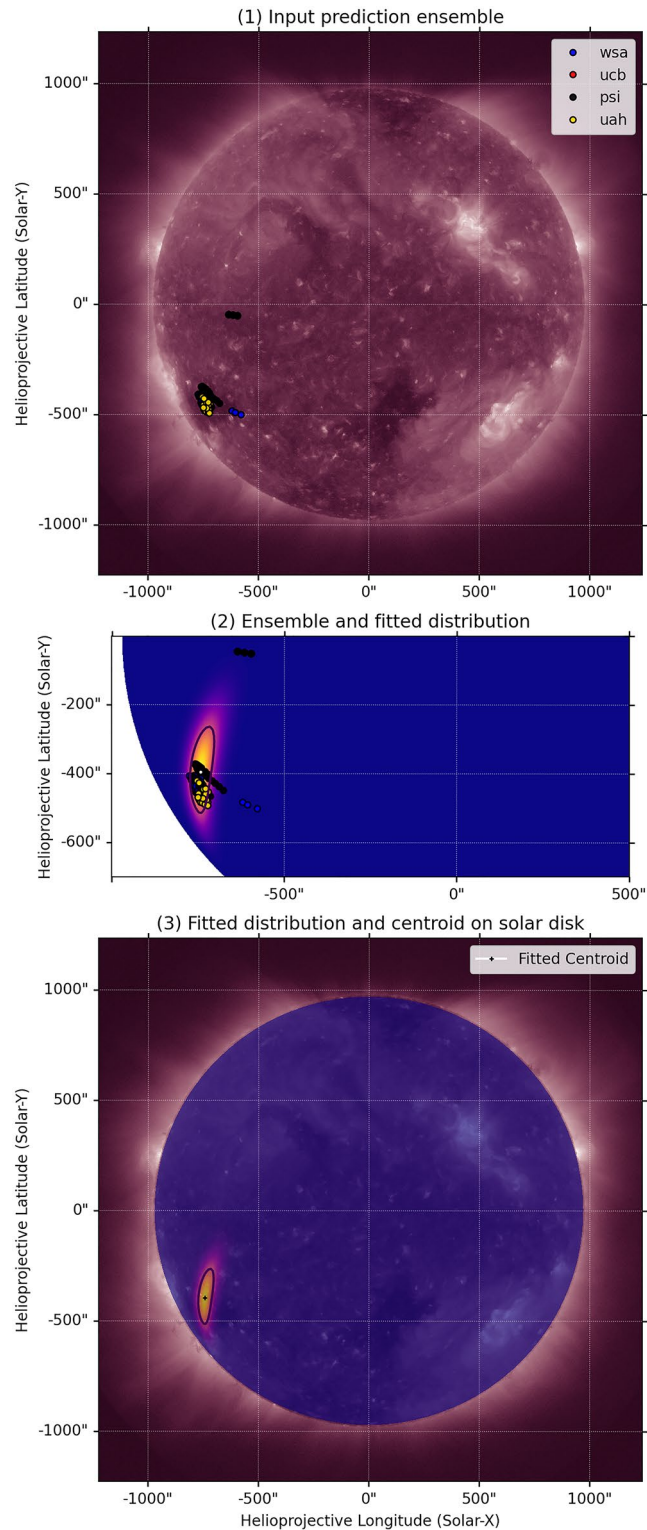 (1) Input prediction ensemble
wsa
ucb
psi
uah
1000"
500"
0"
-500"
-1000"
Helioprojective Latitude (Solar-Y)
-1000" -500" 0" 500" 1000"
(2) Ensemble and fitted distribution
-200"
-400"
-600"
Helioprojective Latitude (Solar-Y)
-500" 0" 500"
(3) Fitted distribution and centroid on solar disk
Fitted Centroid
1000"
500"
0"
-500"
-1000"
Helioprojective Latitude (Solar-Y)
-1000" -500" 0" 500" 1000"
Helioprojective Longitude (Solar-X)